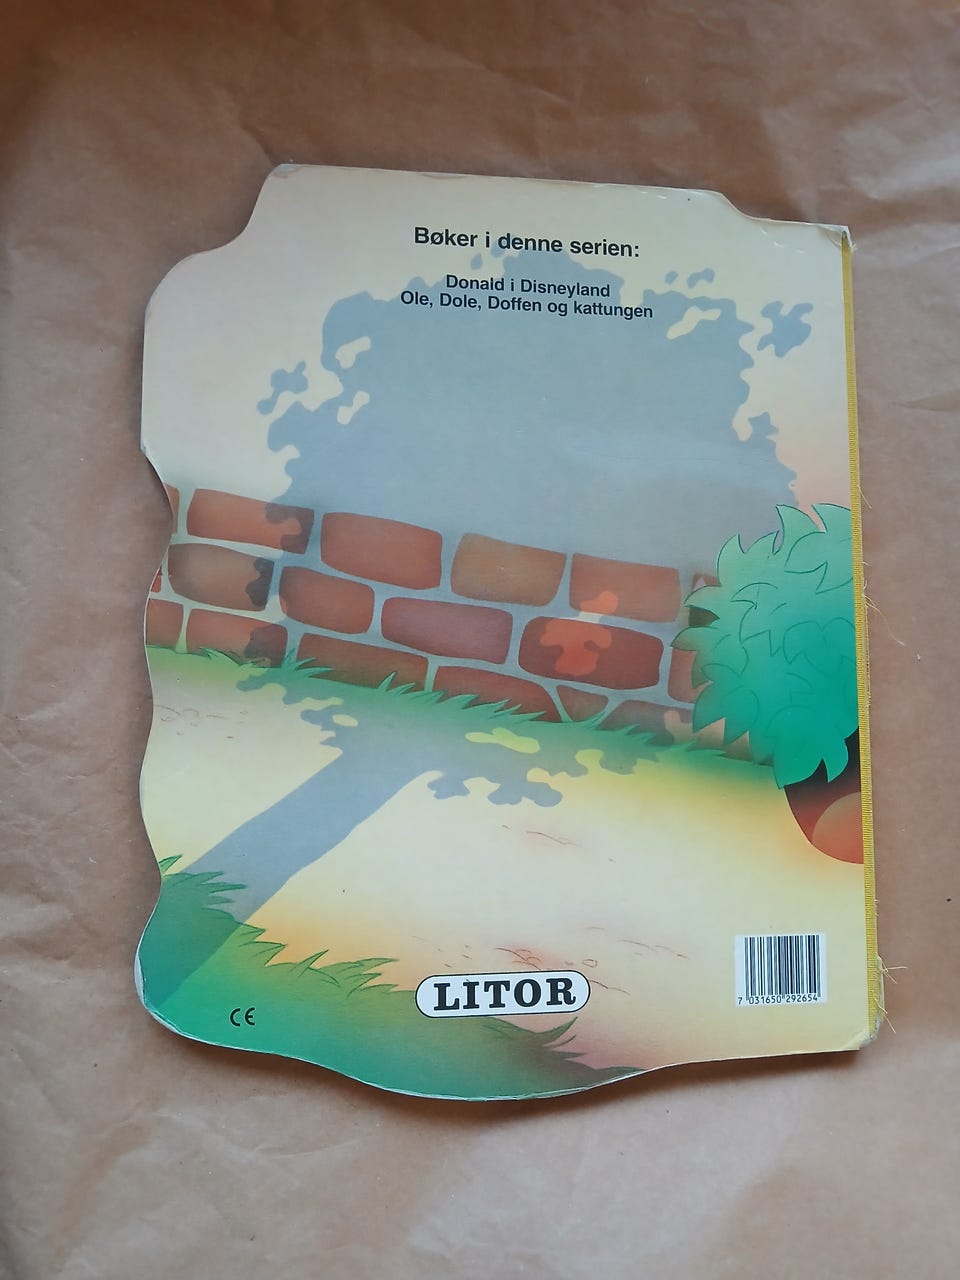 Bøker i denne serien:
Donald i Disneyland
Ole, Dole, Doffen og kattungen
LITOR
CE
7 031650 292654